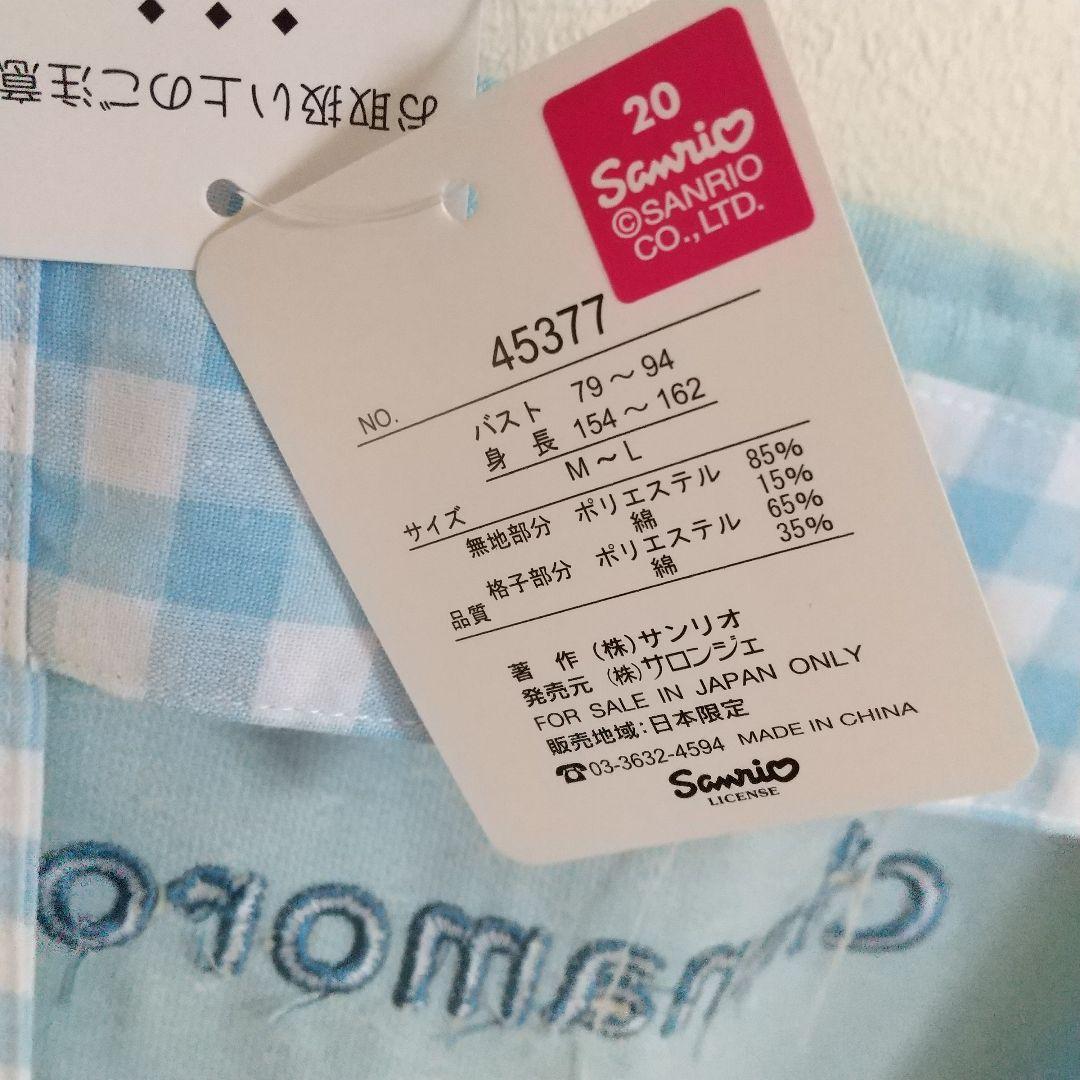 お取扱い上のご注意
20
Sanrio
©SANRIO
CO.,LTD.
NO. 45377
バスト 79～94
身 長 154～162
サイズ M～L
無地部分 ポリエステル 85%
綿 15%
格子部分 ポリエステル 65%
品質 綿 35%
著 作 (株)サンリオ
発売元 (株)サロンジェ
FOR SALE IN JAPAN ONLY
販売地域:日本限定
☎03-3632-4594 MADE IN CHINA
Sanrio
LICENSE